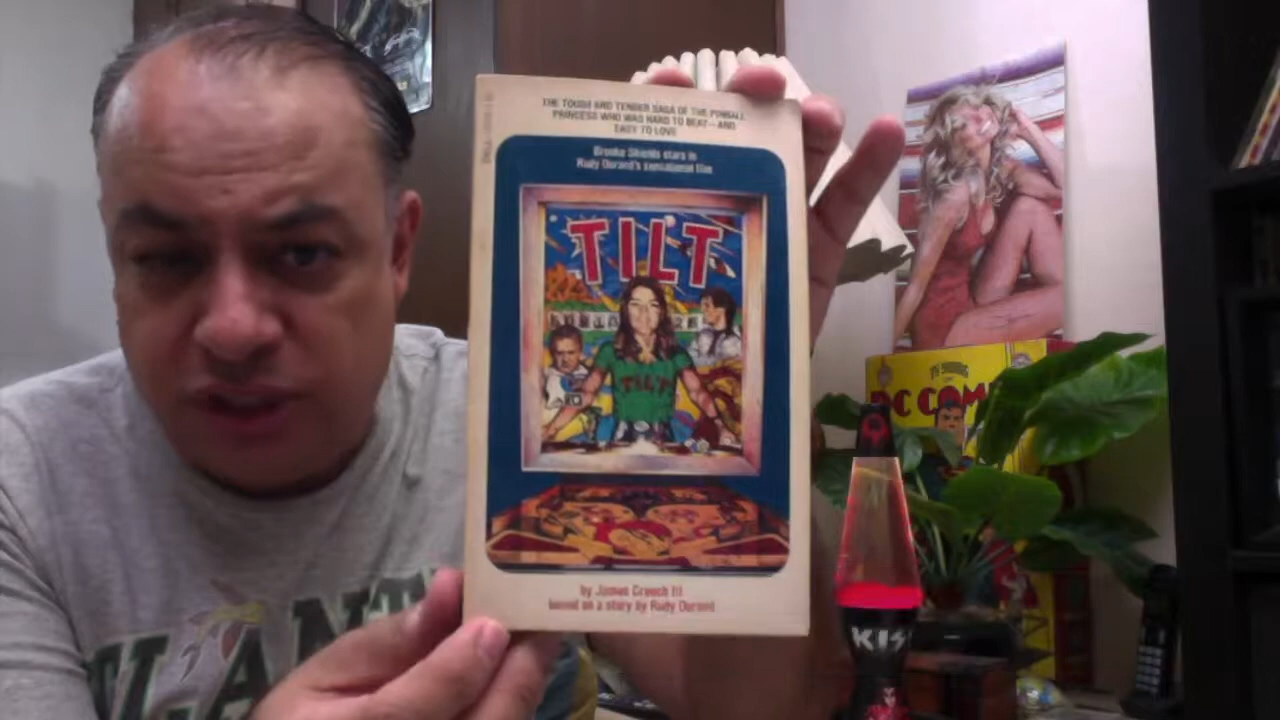 THE TOUGH AND TENDER SAGA OF THE PINBALL
PRINCESS WHO WAS HARD TO BEAT—AND
EASY TO LOVE
Brooke Shields stars in
Rudy Durand's sensational film
TILT
TILT
by James Creech III
based on a story by Rudy Durand
DC COM
KIS